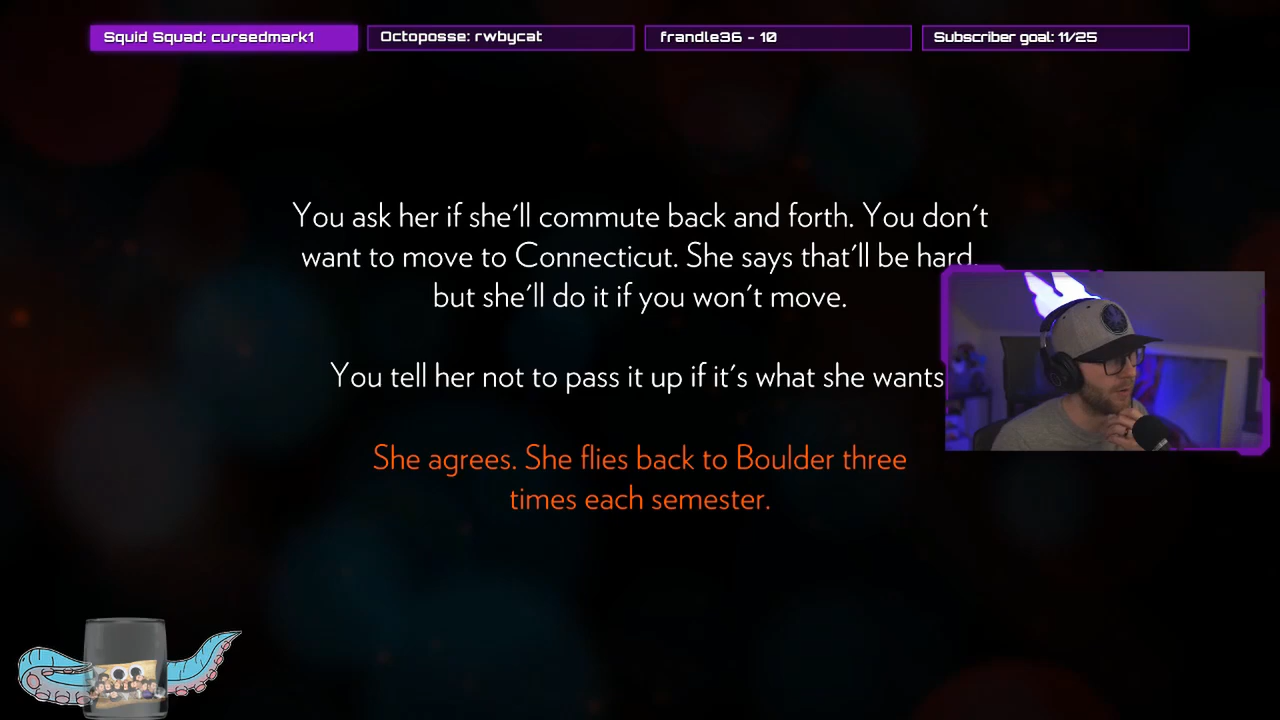 Squid Squad: cursedmark1
Octoposse: rwbycat
frandle36 - 10
Subscriber goal: 11/25
You ask her if she'll commute back and forth. You don't
want to move to Connecticut. She says that'll be hard,
but she'll do it if you won't move.
You tell her not to pass it up if it's what she wants
She agrees. She flies back to Boulder three
times each semester.